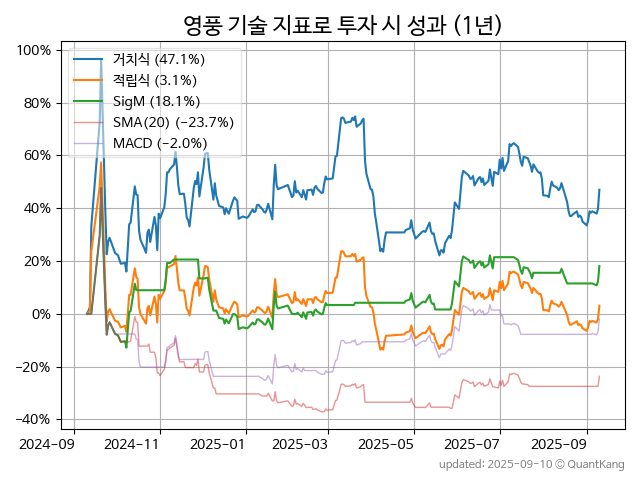 영풍 기술 지표로 투자 시 성과 (1년)
100%
80%
60%
40%
20%
0%
−20%
−40%
거치식 (47.1%)
적립식 (3.1%)
SigM (18.1%)
SMA(20) (−23.7%)
MACD (−2.0%)
2024−09
2024−11
2025−01
2025−03
2025−05
2025−07
2025−09
updated: 2025−09−10 ⓒ QuantKang